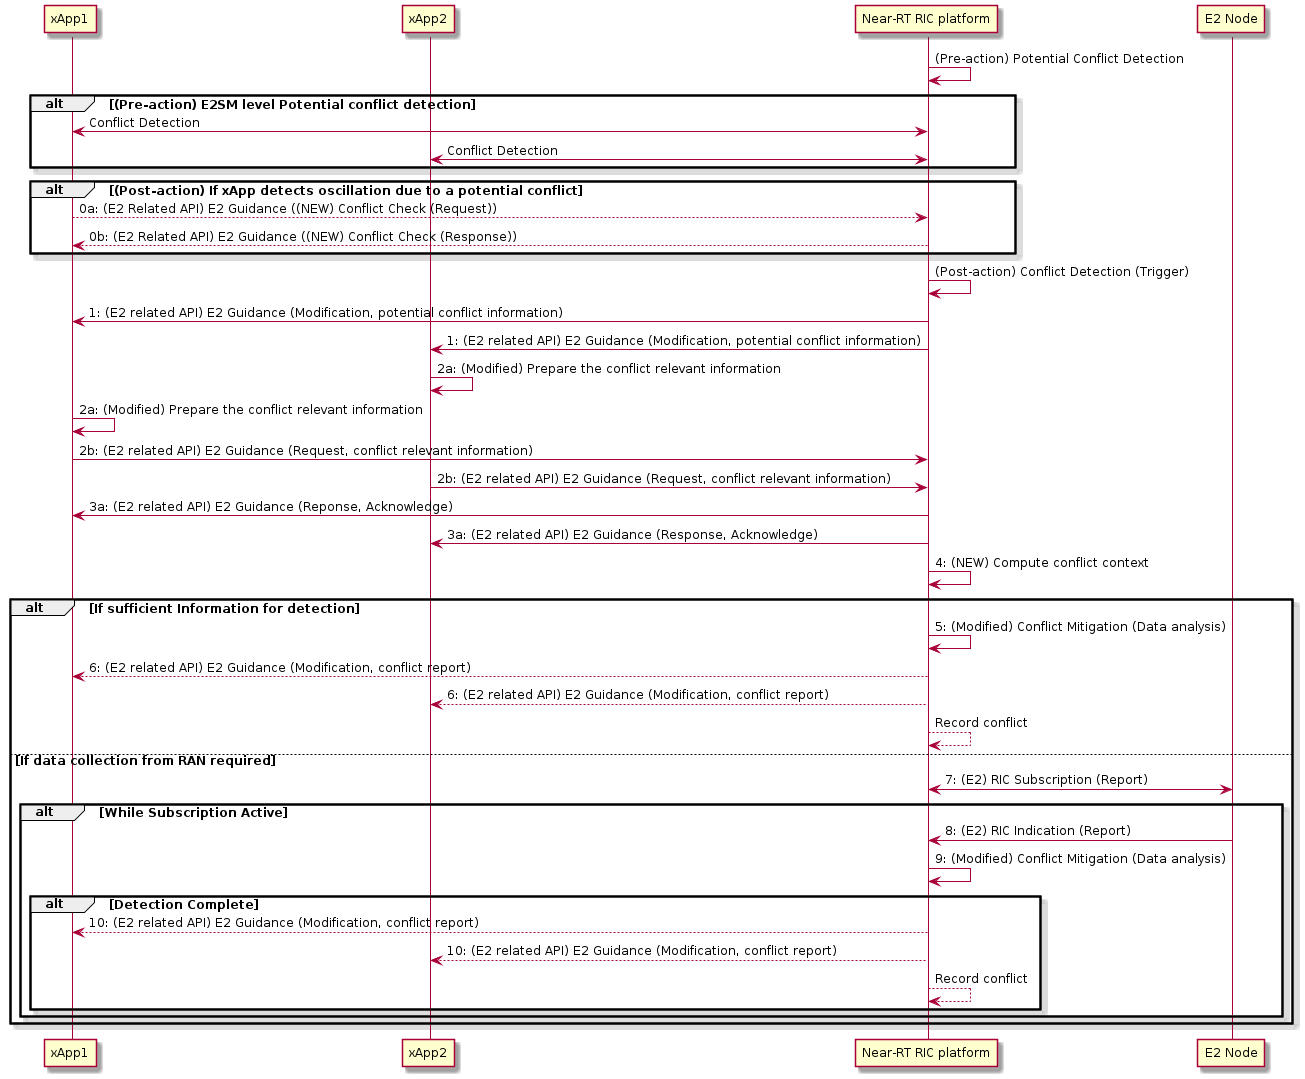 xApp1
xApp2
Near-RT RIC platform
E2 Node
(Pre-action) Potential Conflict Detection
alt
[(Pre-action) E2SM level Potential conflict detection]
Conflict Detection
Conflict Detection
alt
[(Post-action) If xApp detects oscillation due to a potential conflict]
0a: (E2 Related API) E2 Guidance ((NEW) Conflict Check (Request))
0b: (E2 Related API) E2 Guidance ((NEW) Conflict Check (Response))
(Post-action) Conflict Detection (Trigger)
1: (E2 related API) E2 Guidance (Modification, potential conflict information)
1: (E2 related API) E2 Guidance (Modification, potential conflict information)
2a: (Modified) Prepare the conflict relevant information
2a: (Modified) Prepare the conflict relevant information
2b: (E2 related API) E2 Guidance (Request, conflict relevant information)
2b: (E2 related API) E2 Guidance (Request, conflict relevant information)
3a: (E2 related API) E2 Guidance (Reponse, Acknowledge)
3a: (E2 related API) E2 Guidance (Response, Acknowledge)
4: (NEW) Compute conflict context
alt
[If sufficient Information for detection]
5: (Modified) Conflict Mitigation (Data analysis)
6: (E2 related API) E2 Guidance (Modification, conflict report)
6: (E2 related API) E2 Guidance (Modification, conflict report)
Record conflict
[If data collection from RAN required]
7: (E2) RIC Subscription (Report)
alt
[While Subscription Active]
8: (E2) RIC Indication (Report)
9: (Modified) Conflict Mitigation (Data analysis)
alt
[Detection Complete]
10: (E2 related API) E2 Guidance (Modification, conflict report)
10: (E2 related API) E2 Guidance (Modification, conflict report)
Record conflict
xApp1
xApp2
Near-RT RIC platform
E2 Node